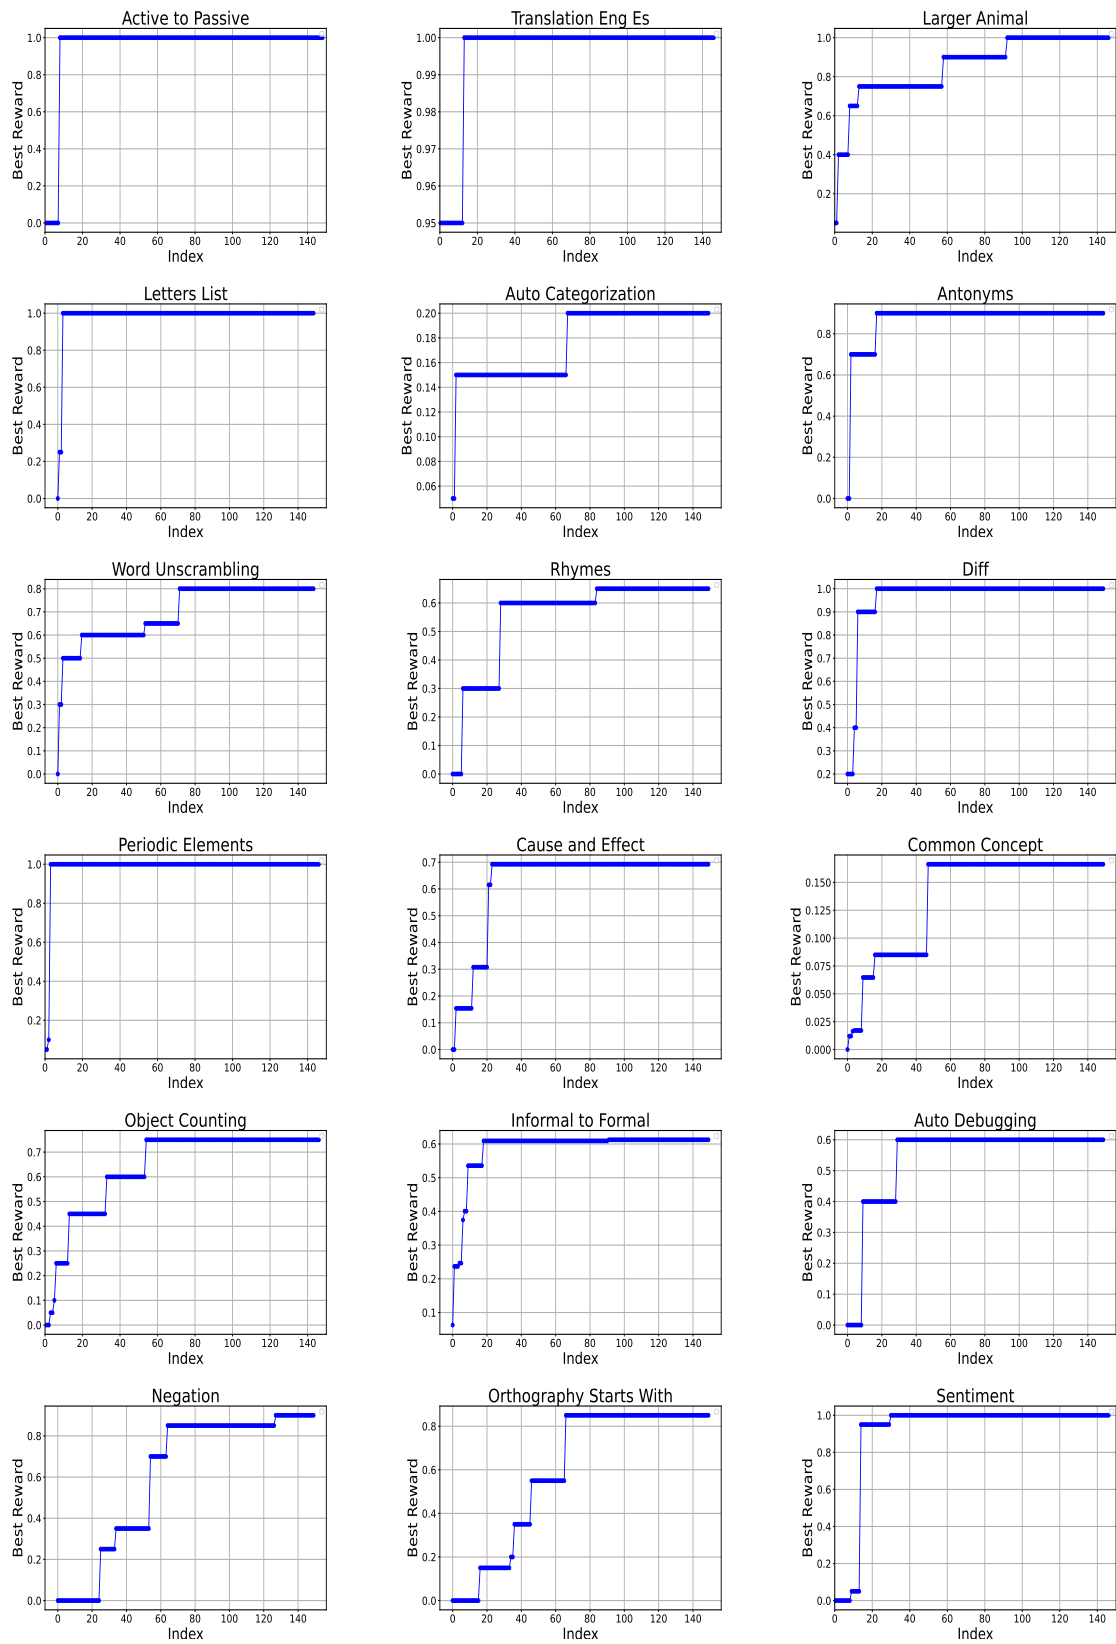 Active to Passive
Best Reward
1.0
0.8
0.6
0.4
0.2
0.0
0 20 40 60 80 100 120 140
Index
Translation Eng Es
Best Reward
1.00
0.99
0.98
0.97
0.96
0.95
0 20 40 60 80 100 120 140
Index
Larger Animal
Best Reward
1.0
0.8
0.6
0.4
0.2
0 20 40 60 80 100 120 140
Index
Letters List
Best Reward
1.0
0.8
0.6
0.4
0.2
0.0
0 20 40 60 80 100 120 140
Index
Auto Categorization
Best Reward
0.20
0.18
0.16
0.14
0.12
0.10
0.08
0.06
0 20 40 60 80 100 120 140
Index
Antonyms
Best Reward
0.8
0.6
0.4
0.2
0.0
0 20 40 60 80 100 120 140
Index
Word Unscrambling
Best Reward
0.8
0.7
0.6
0.5
0.4
0.3
0.2
0.1
0.0
0 20 40 60 80 100 120 140
Index
Rhymes
Best Reward
0.6
0.5
0.4
0.3
0.2
0.1
0.0
0 20 40 60 80 100 120 140
Index
Diff
Best Reward
1.0
0.9
0.8
0.7
0.6
0.5
0.4
0.3
0.2
0 20 40 60 80 100 120 140
Index
Periodic Elements
Best Reward
1.0
0.8
0.6
0.4
0.2
0 20 40 60 80 100 120 140
Index
Cause and Effect
Best Reward
0.7
0.6
0.5
0.4
0.3
0.2
0.1
0.0
0 20 40 60 80 100 120 140
Index
Common Concept
Best Reward
0.150
0.125
0.100
0.075
0.050
0.025
0.000
0 20 40 60 80 100 120 140
Index
Object Counting
Best Reward
0.7
0.6
0.5
0.4
0.3
0.2
0.1
0.0
0 20 40 60 80 100 120 140
Index
Informal to Formal
Best Reward
0.6
0.5
0.4
0.3
0.2
0.1
0 20 40 60 80 100 120 140
Index
Auto Debugging
Best Reward
0.6
0.5
0.4
0.3
0.2
0.1
0.0
0 20 40 60 80 100 120 140
Index
Negation
Best Reward
0.8
0.6
0.4
0.2
0.0
0 20 40 60 80 100 120 140
Index
Orthography Starts With
Best Reward
0.8
0.6
0.4
0.2
0.0
0 20 40 60 80 100 120 140
Index
Sentiment
Best Reward
1.0
0.8
0.6
0.4
0.2
0.0
0 20 40 60 80 100 120 140
Index